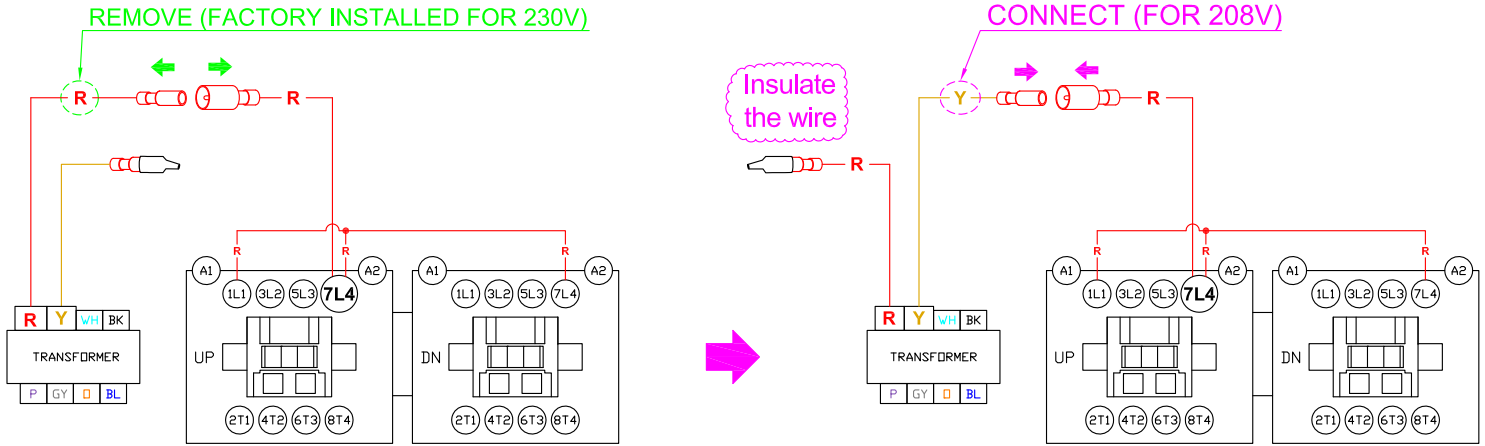 REMOVE (FACTORY INSTALLED FOR 230V)
R
R
R
R
R
A1
A2
A1
A2
1L1
3L2
5L3
7L4
1L1
3L2
5L3
7L4
R
Y
WH
BK
TRANSFORMER
P
GY
O
BL
UP
DN
2T1
4T2
6T3
8T4
2T1
4T2
6T3
8T4
CONNECT (FOR 208V)
Insulate
the wire
Y
R
R
R
R
R
A1
A2
A1
A2
1L1
3L2
5L3
7L4
1L1
3L2
5L3
7L4
R
Y
WH
BK
TRANSFORMER
P
GY
O
BL
UP
DN
2T1
4T2
6T3
8T4
2T1
4T2
6T3
8T4